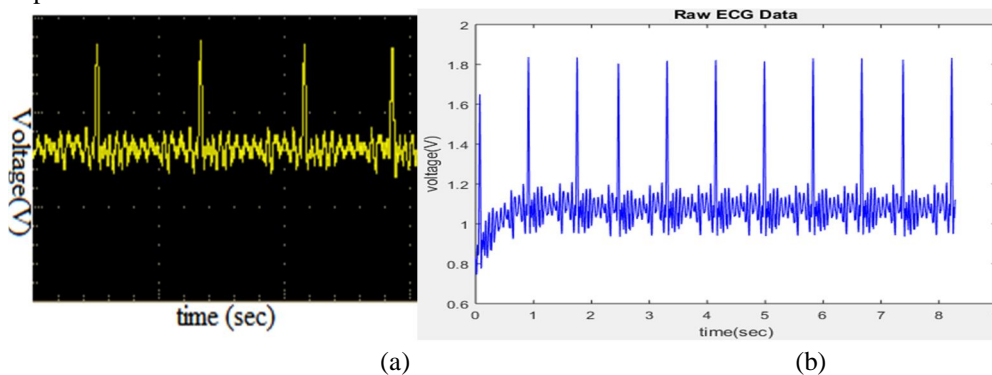 Voltage(V)
time (sec)
Raw ECG Data
2
1.8
1.6
1.4
1.2
1
0.8
0.6
voltage(V)
0 1 2 3 4 5 6 7 8
time(sec)
(a) (b)